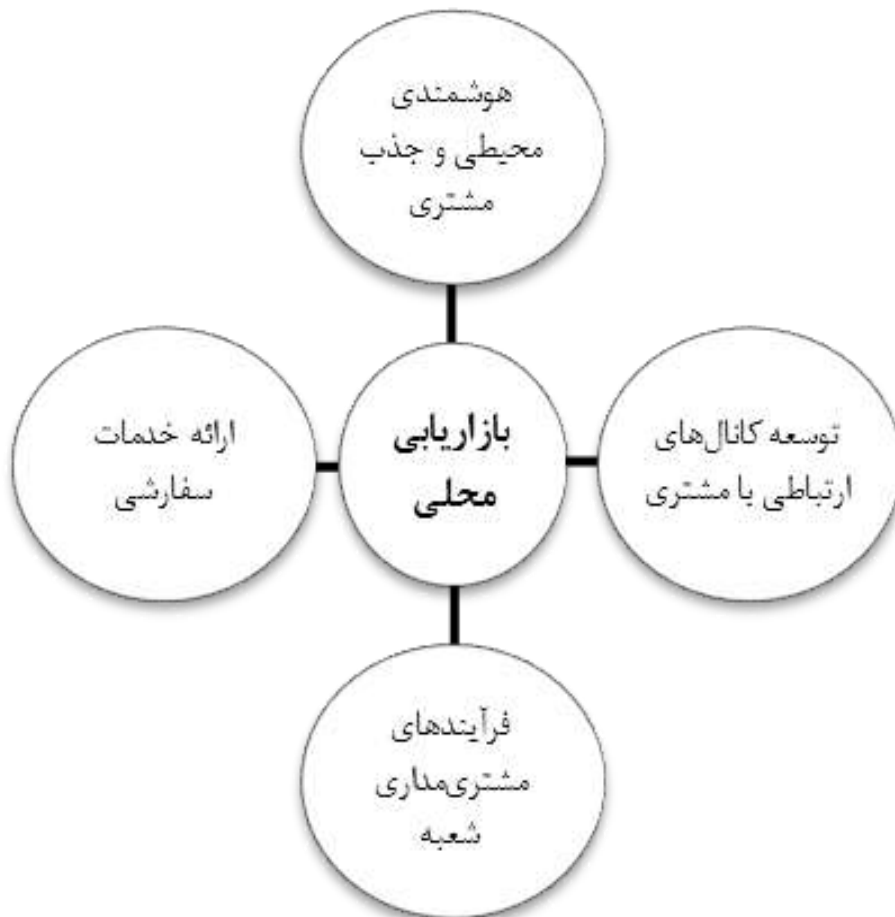 هوشمندی
محیطی و جذب
مشتری
توسعه کانال‌های
ارتباطی با مشتری
بازاریابی
محلی
ارائه خدمات
سفارشی
فرآیندهای
مشتری‌مداری
شعبه